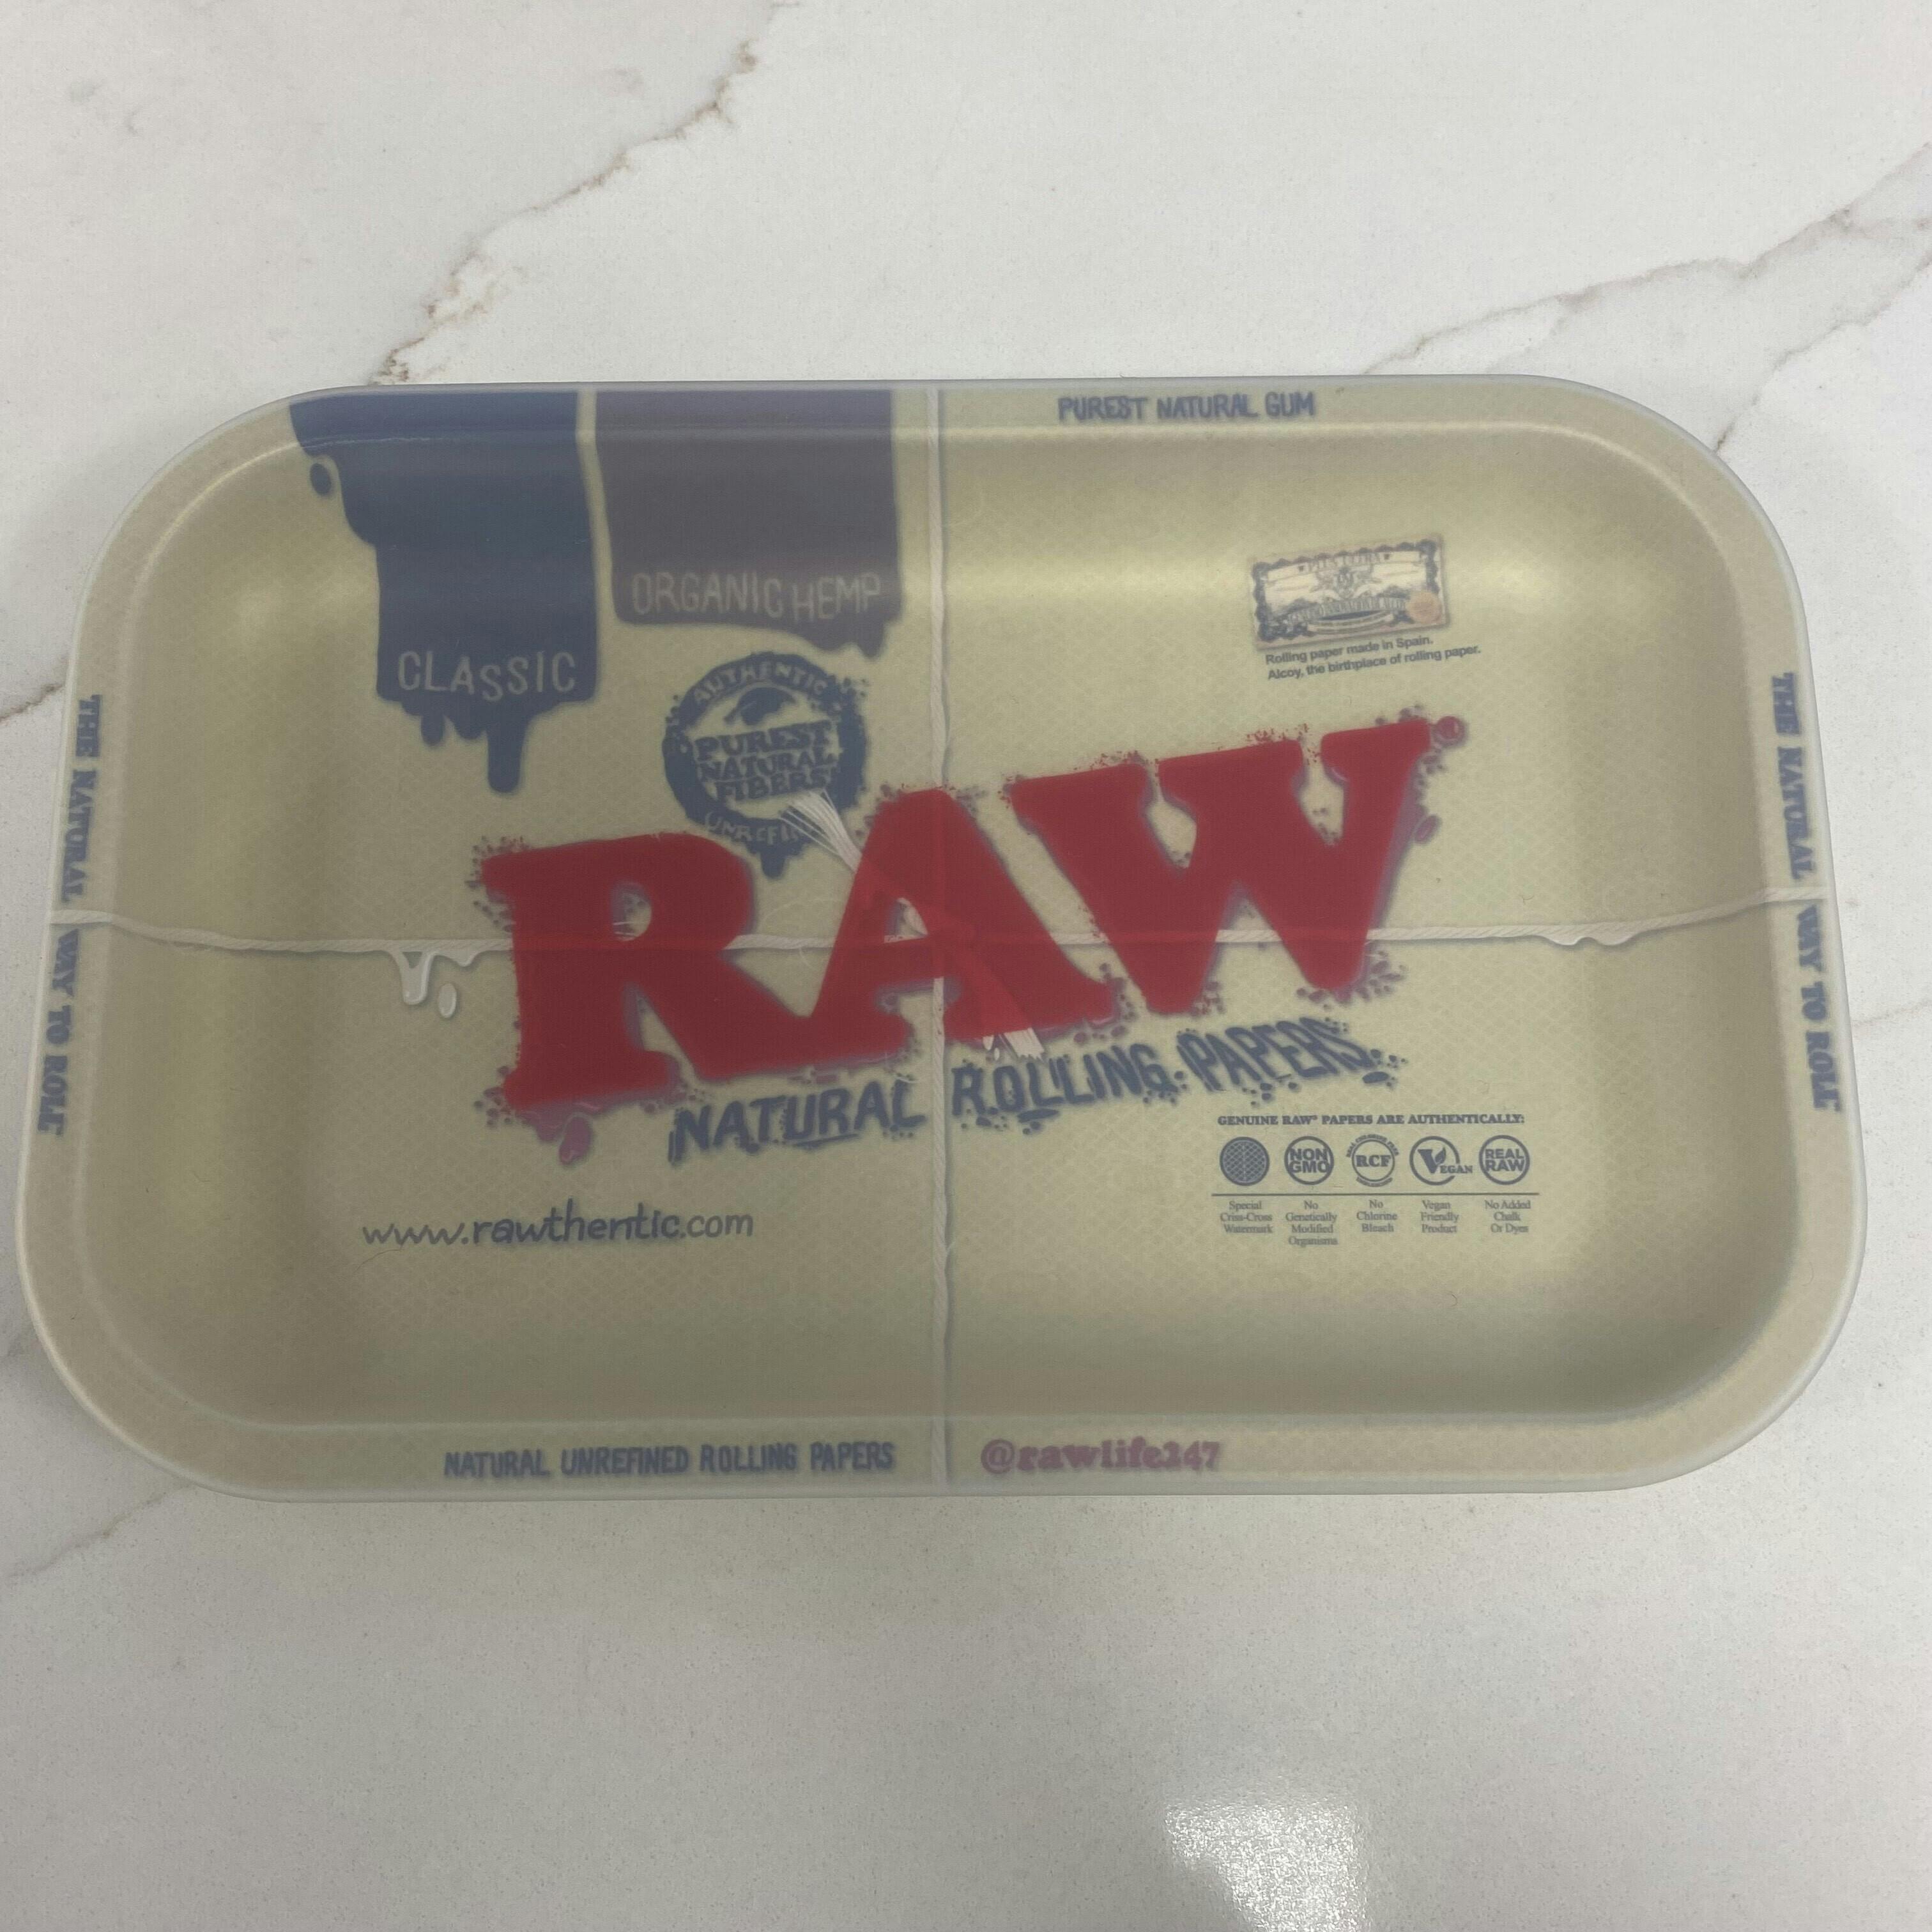 PUREST NATURAL GUM
CLASSIC
ORGANIC HEMP
AUTHENTIC
PUREST
NATURAL
FIBERS
Rolling paper made in Spain.
Alcoy, the birthplace of rolling paper.
RAW®
NATURAL ROLLING PAPERS
THE NATURAL WAY TO ROLL
THE NATURAL WAY TO ROLL
GENUINE RAW® PAPERS ARE AUTHENTICALLY:
NON GMO
RCF
VEGAN
REAL RAW
Special Criss-Cross Watermark
No Genetically Modified Organisms
No Chlorine Bleach
Vegan Friendly Product
No Added Chalk Or Dyes
www.rawthentic.com
NATURAL UNREFINED ROLLING PAPERS
@rawlife247